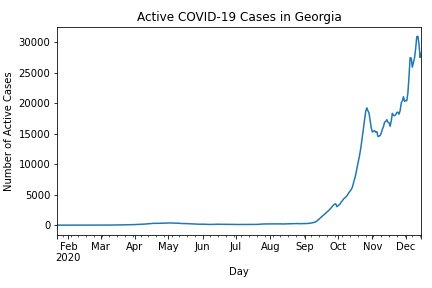 Active COVID-19 Cases in Georgia
Number of Active Cases
30000
25000
20000
15000
10000
5000
0
Feb Mar Apr May Jun Jul Aug Sep Oct Nov Dec
2020
Day